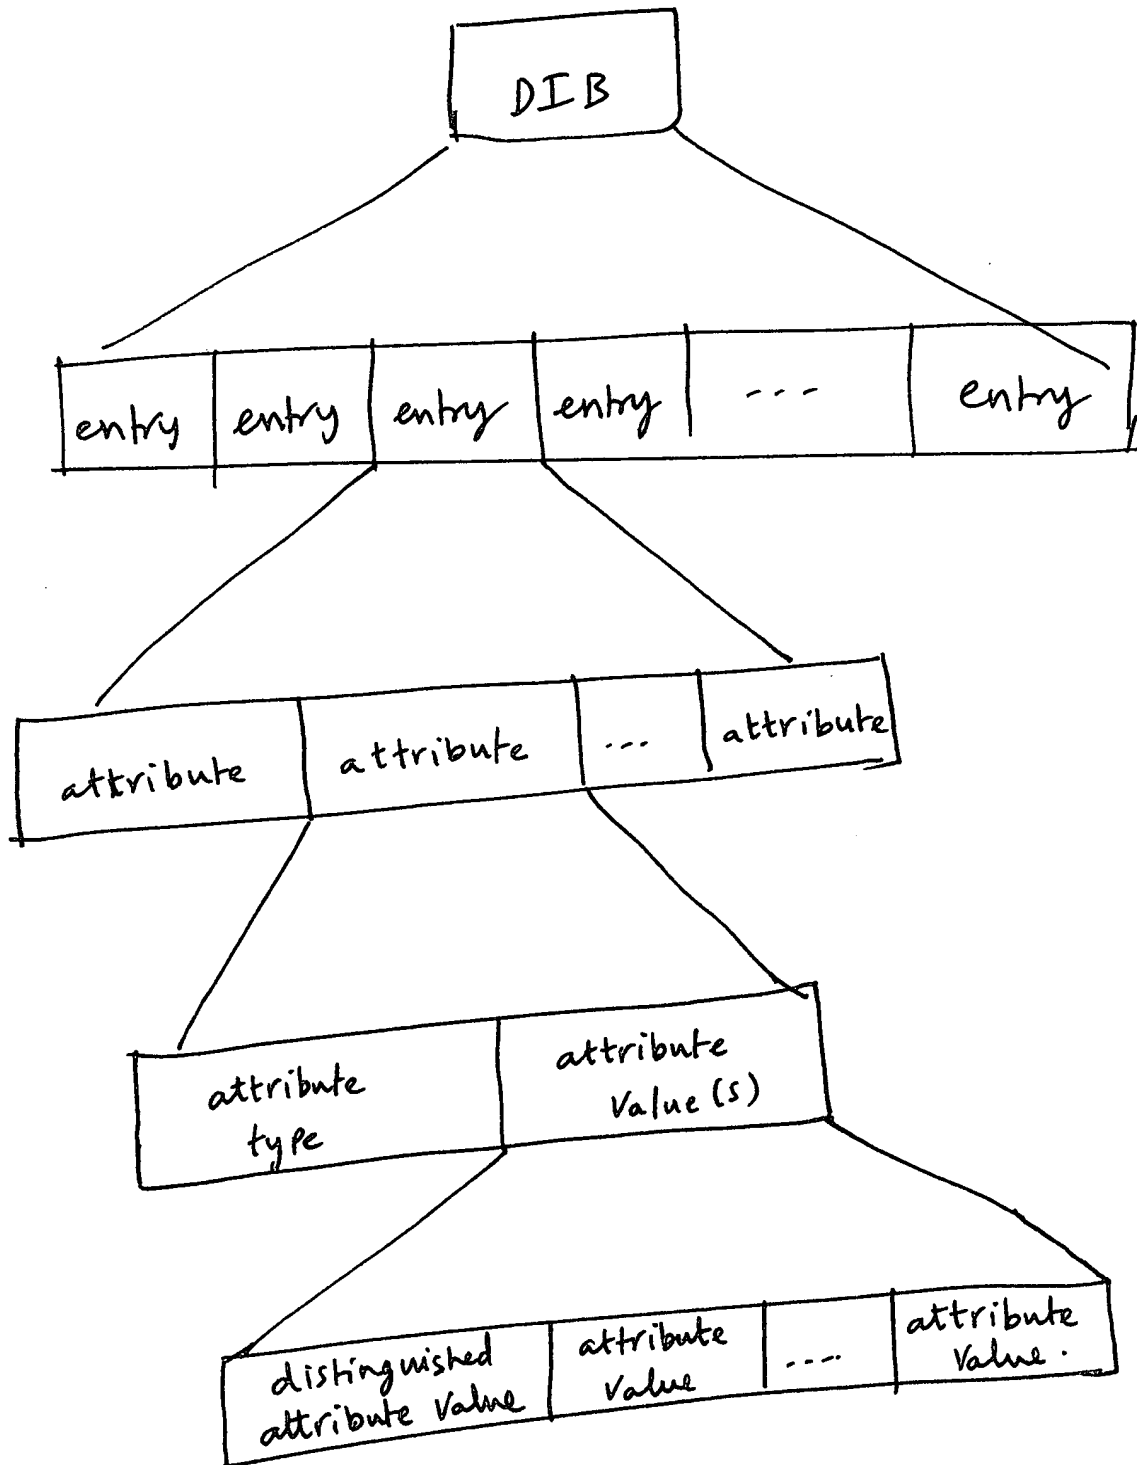 DIB
entry entry entry entry --- entry
attribute attribute --- attribute
attribute attribute
type value(s)
distinguished attribute ---- attribute
attribute value value value.